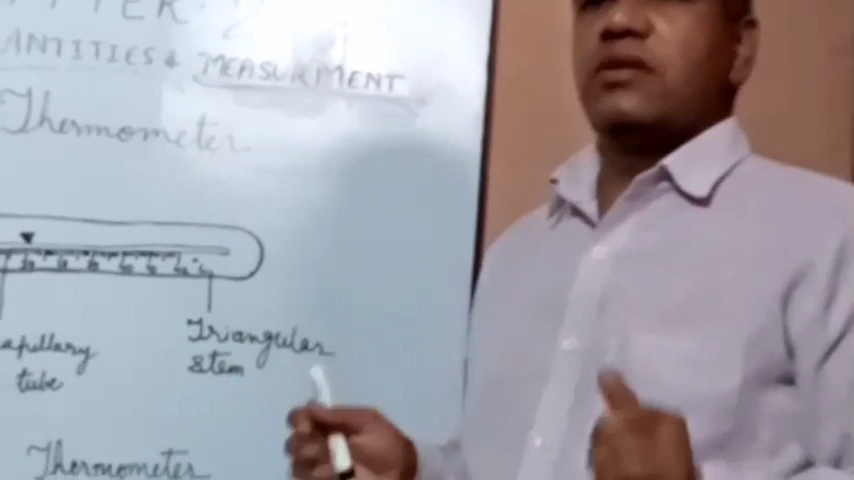 ANTITIES & MEASURMENT
Thermometer
apillary
tube
Triangular
stem
Thermometer